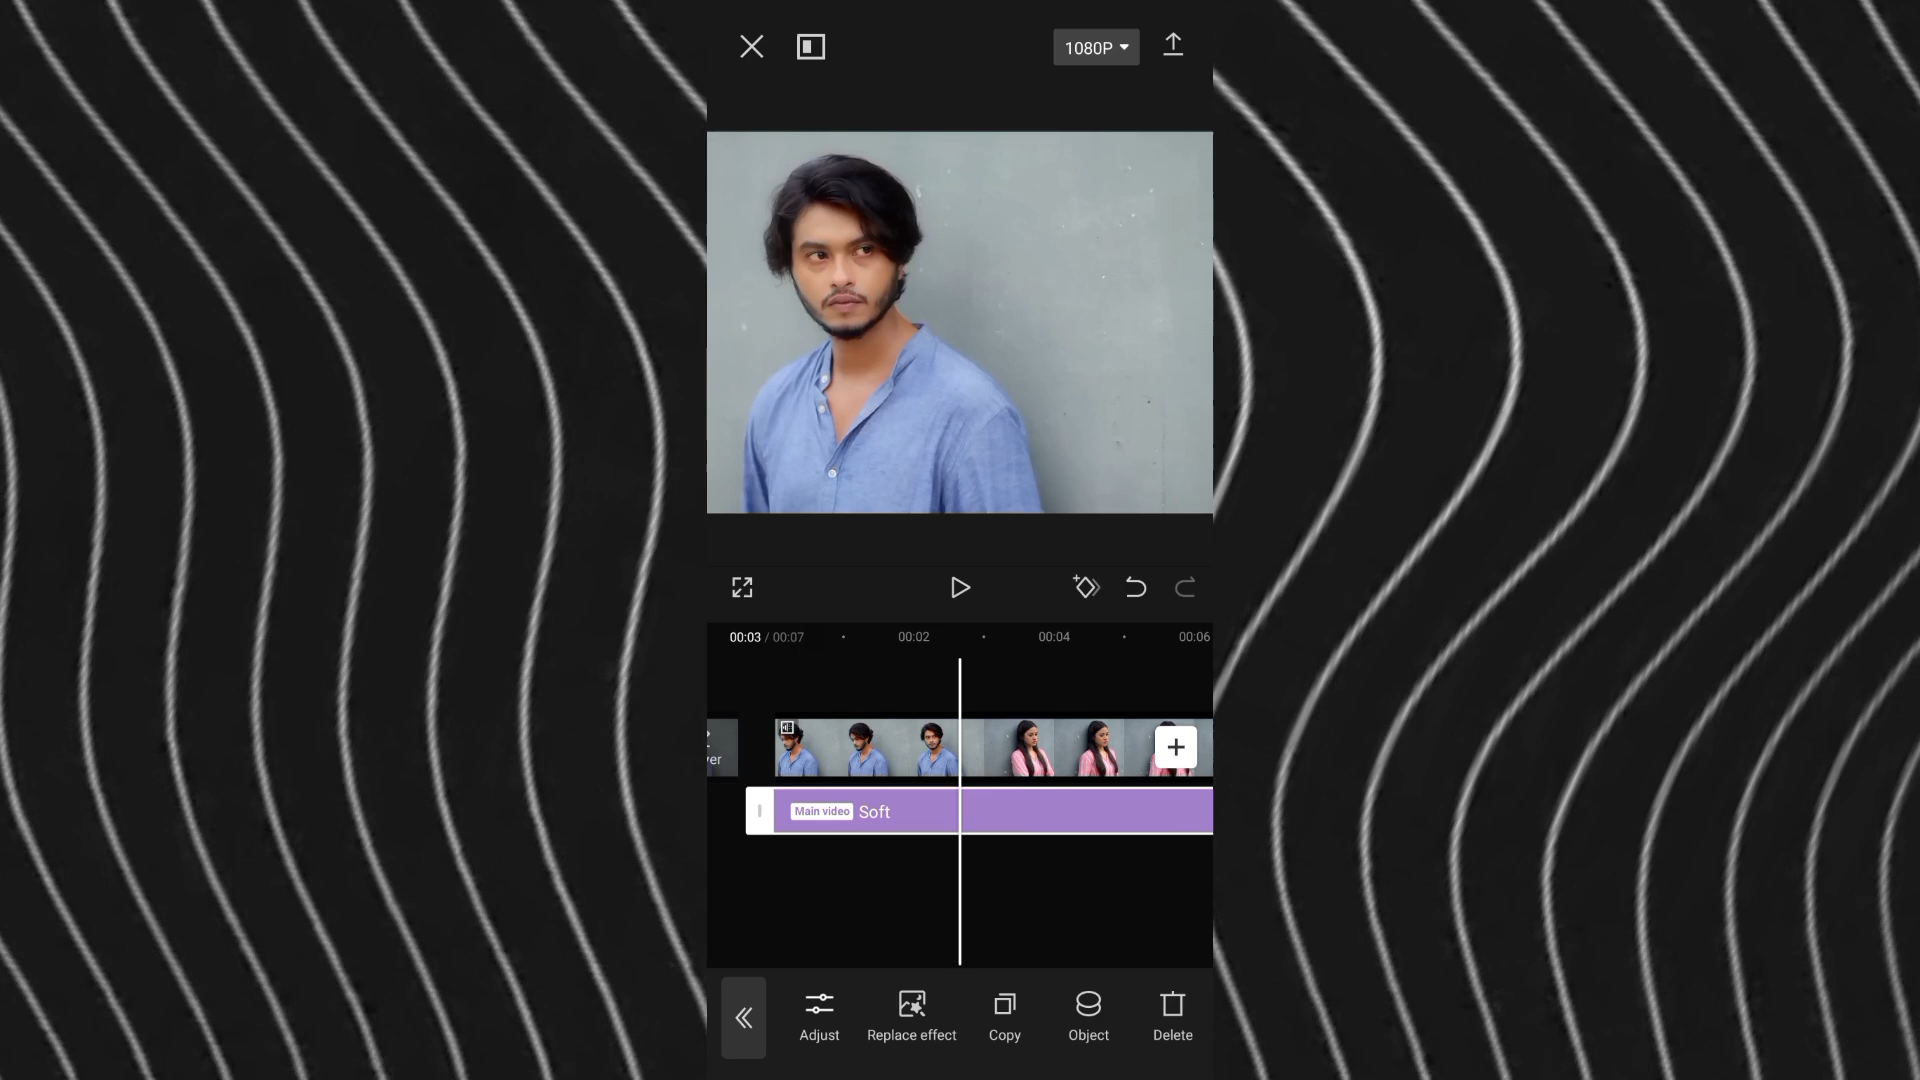 1080P
00:03 / 00:07
00:02
00:04
00:06
ver
Main video Soft
Adjust
Replace effect
Copy
Object
Delete